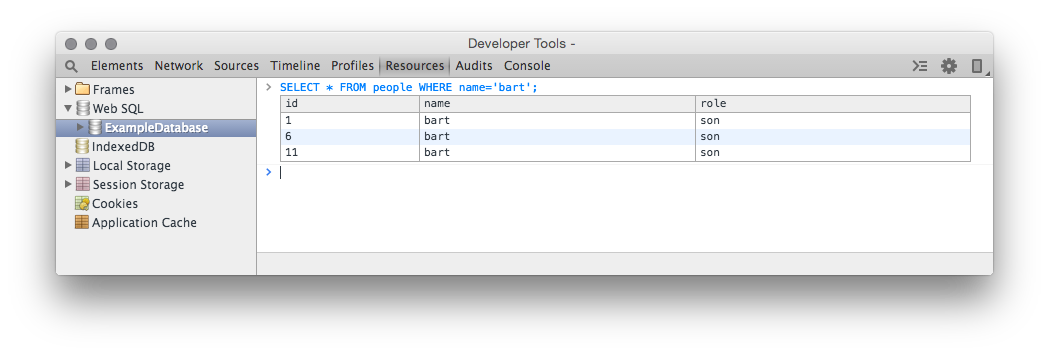 Developer Tools -
Elements Network Sources Timeline Profiles Resources Audits Console
Frames
Web SQL
ExampleDatabase
IndexedDB
Local Storage
Session Storage
Cookies
Application Cache
> SELECT * FROM people WHERE name='bart';
id name role
1 bart son
6 bart son
11 bart son
>